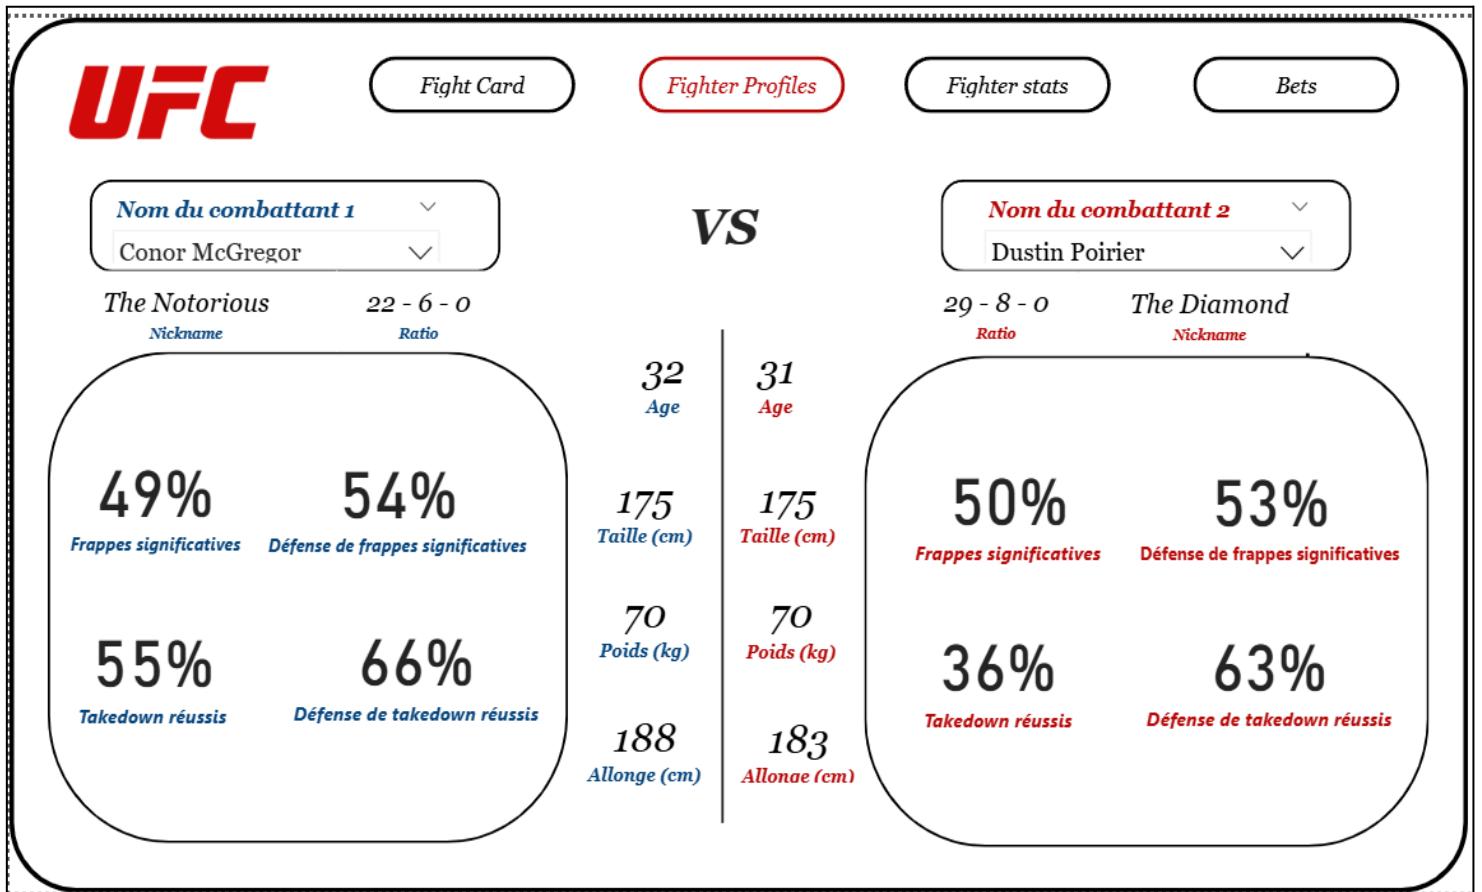 UFC
Fight Card
Fighter Profiles
Fighter stats
Bets
Nom du combattant 1
Conor McGregor
VS
Nom du combattant 2
Dustin Poirier
The Notorious
Nickname
22 - 6 - 0
Ratio
29 - 8 - 0
Ratio
The Diamond
Nickname
49%
Frappes significatives
54%
Défense de frappes significatives
55%
Takedown réussis
66%
Défense de takedown réussis
32
Age
31
Age
175
Taille (cm)
175
Taille (cm)
70
Poids (kg)
70
Poids (kg)
188
Allonge (cm)
183
Allonge (cm)
50%
Frappes significatives
53%
Défense de frappes significatives
36%
Takedown réussis
63%
Défense de takedown réussis